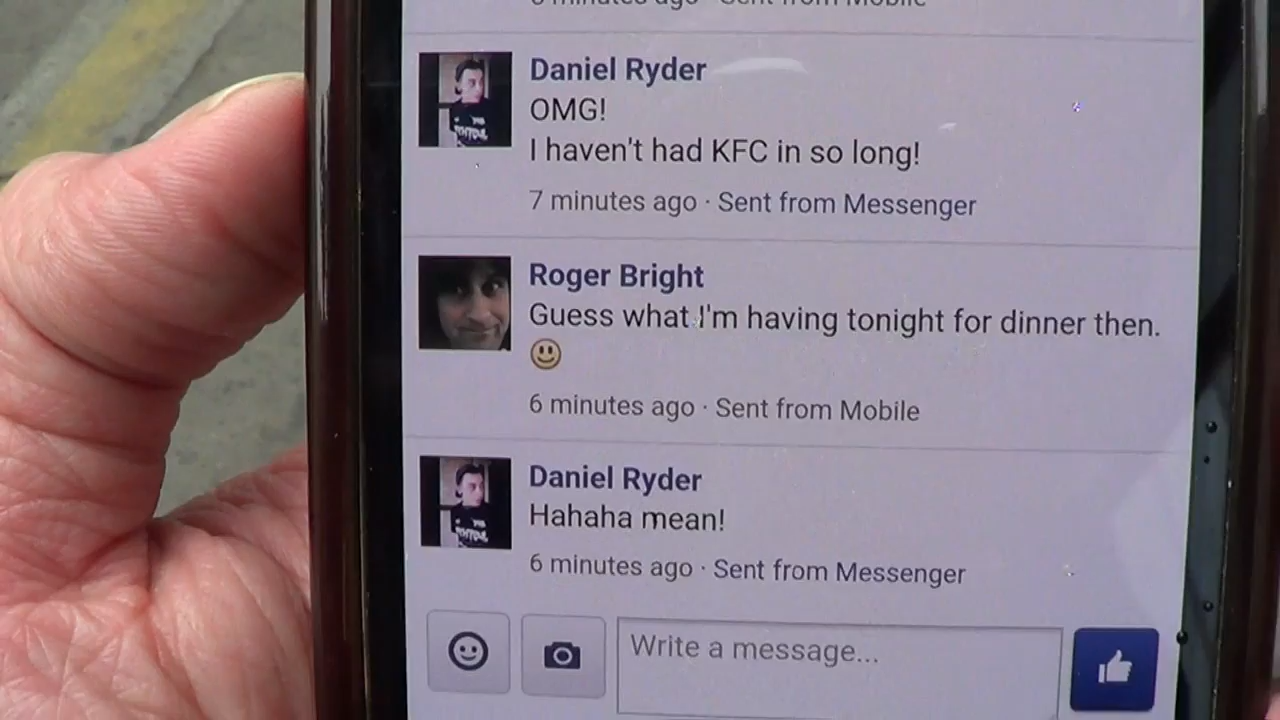 Daniel Ryder
OMG!
I haven't had KFC in so long!
7 minutes ago · Sent from Messenger
Roger Bright
Guess what I'm having tonight for dinner then.
6 minutes ago · Sent from Mobile
Daniel Ryder
Hahaha mean!
6 minutes ago · Sent from Messenger
Write a message...